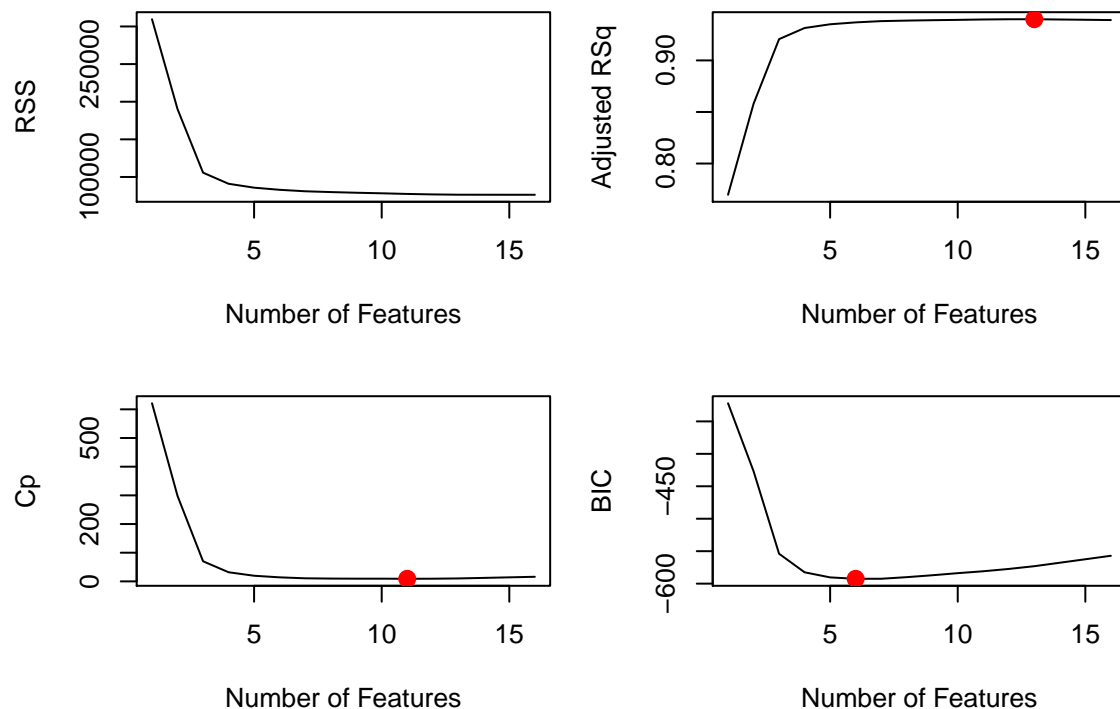 RSS
2500000
1000000
5 10 15
Number of Features
Adjusted RSq
0.90
0.80
5 10 15
Number of Features
Cp
500
200
0
5 10 15
Number of Features
BIC
−450
−600
5 10 15
Number of Features